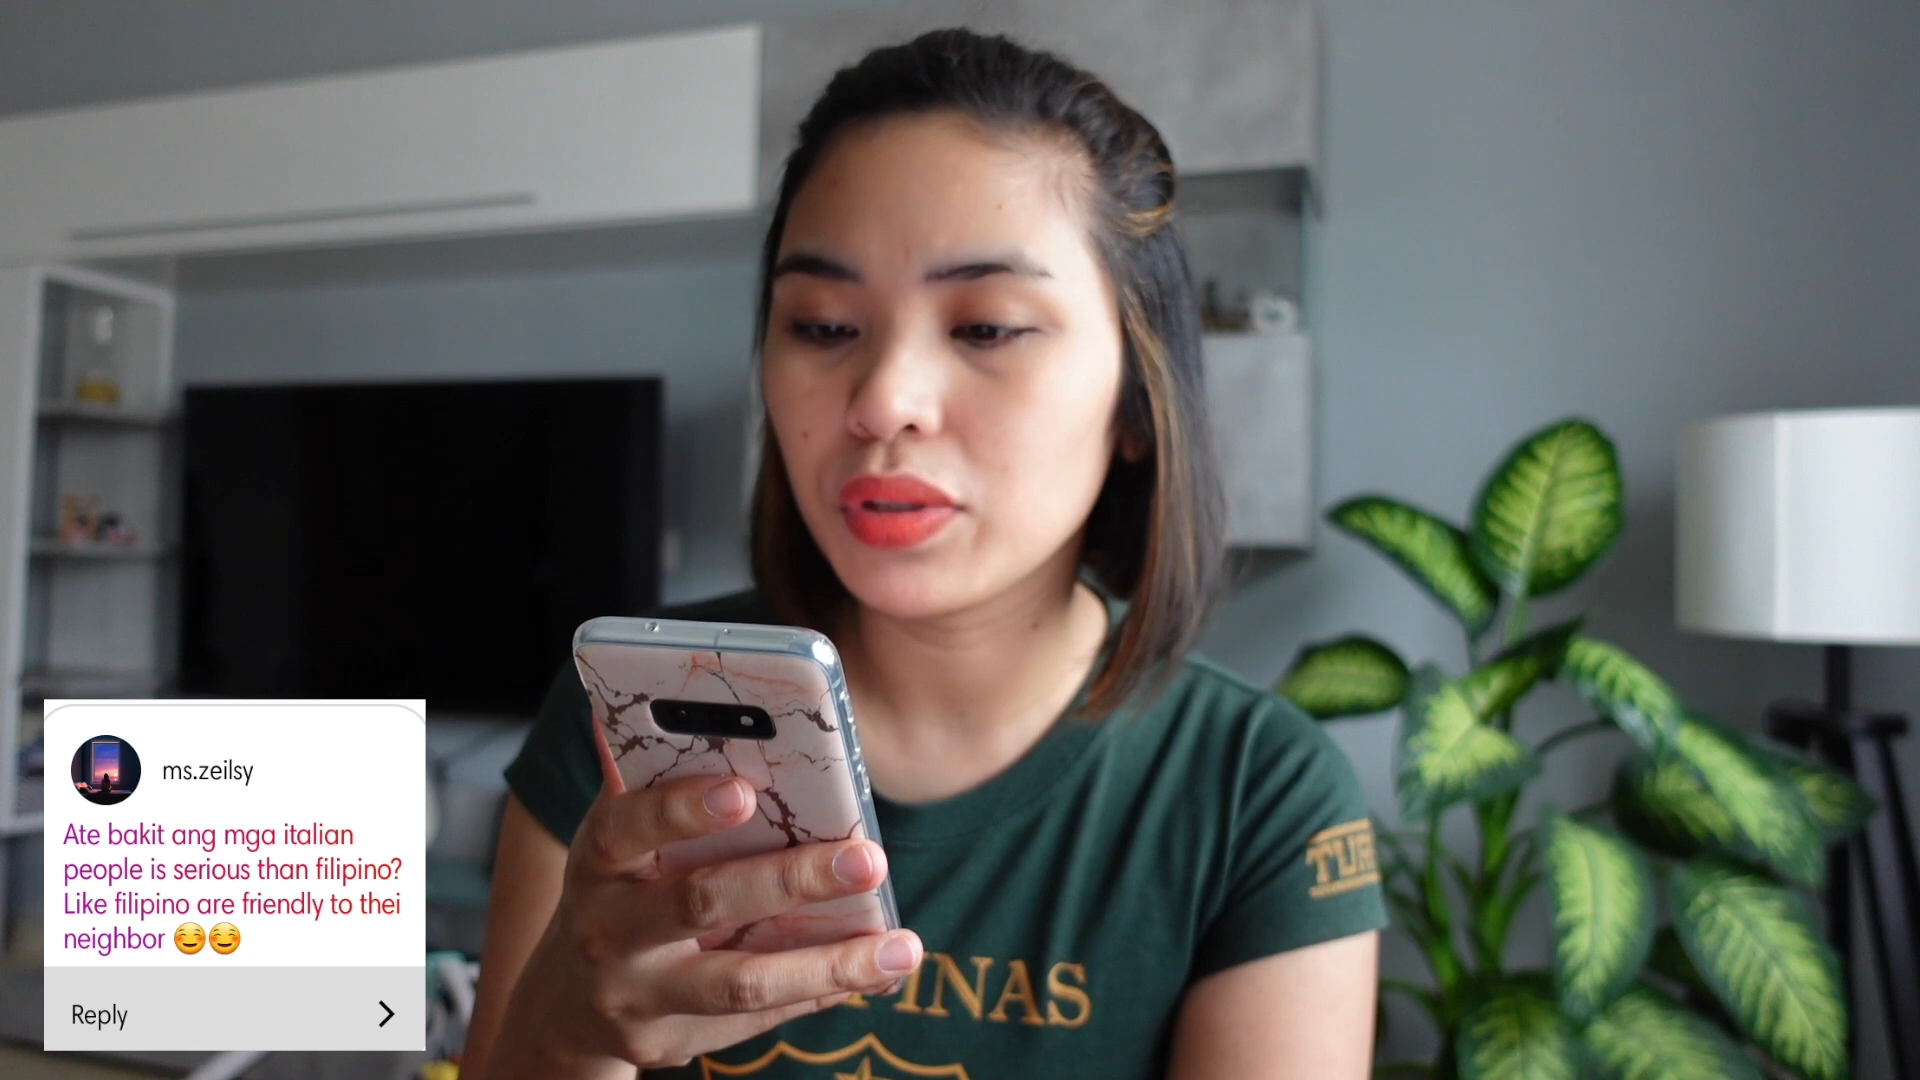 ms.zeilsy
Ate bakit ang mga italian
people is serious than filipino?
Like filipino are friendly to thei
neighbor ☺️☺️
Reply